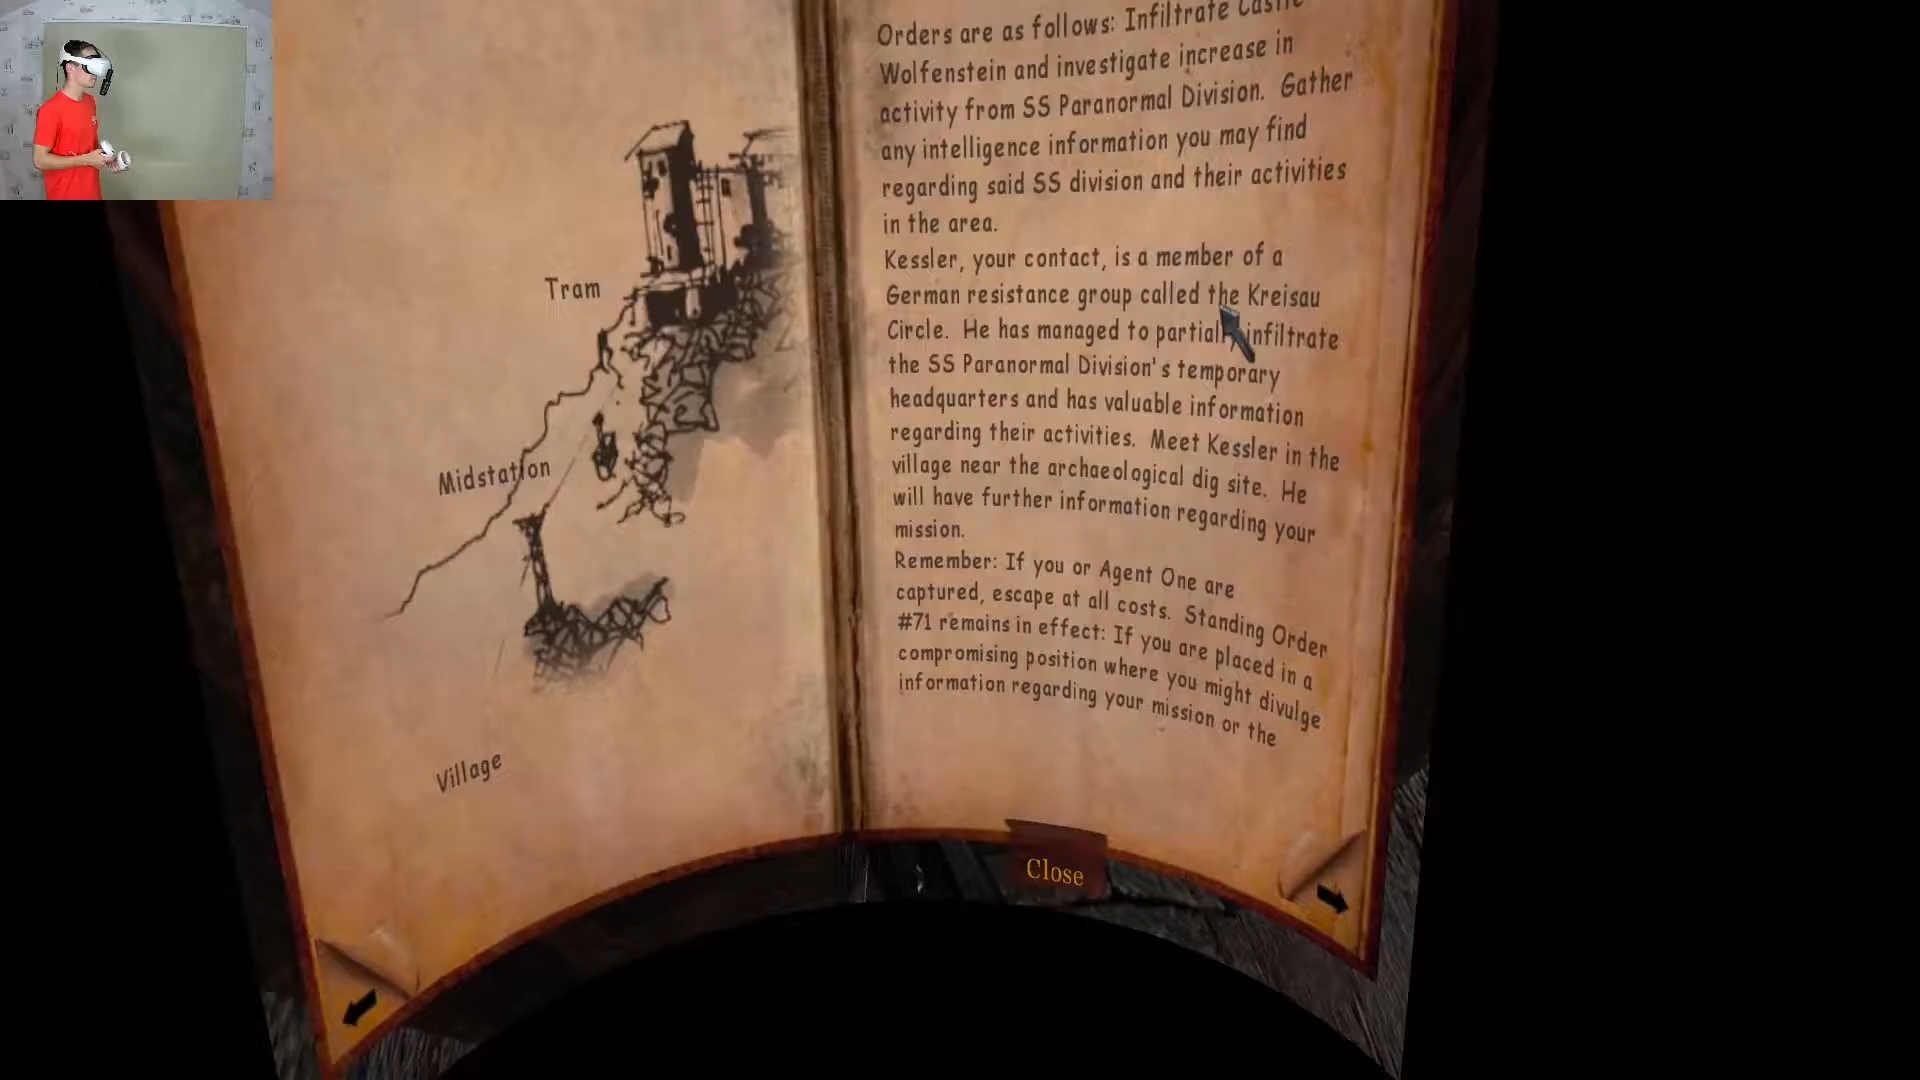 Tram
Midstation
Village
Orders are as follows: Infiltrate Castle
Wolfenstein and investigate increase in
activity from SS Paranormal Division. Gather
any intelligence information you may find
regarding said SS division and their activities
in the area.
Kessler, your contact, is a member of a
German resistance group called the Kreisau
Circle. He has managed to partially infiltrate
the SS Paranormal Division's temporary
headquarters and has valuable information
regarding their activities. Meet Kessler in the
village near the archaeological dig site. He
will have further information regarding your
mission.
Remember: If you or Agent One are
captured, escape at all costs. Standing Order
#71 remains in effect: If you are placed in a
compromising position where you might divulge
information regarding your mission or the
Close